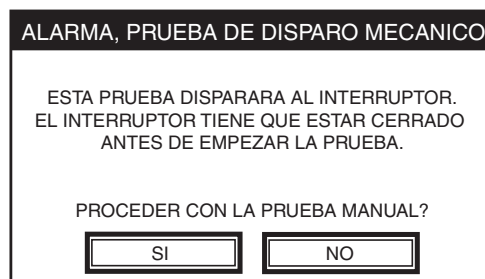 ALARMA, PRUEBA DE DISPARO MECANICO
ESTA PRUEBA DISPARARA AL INTERRUPTOR.
EL INTERRUPTOR TIENE QUE ESTAR CERRADO
ANTES DE EMPEZAR LA PRUEBA.
PROCEDER CON LA PRUEBA MANUAL?
SI NO